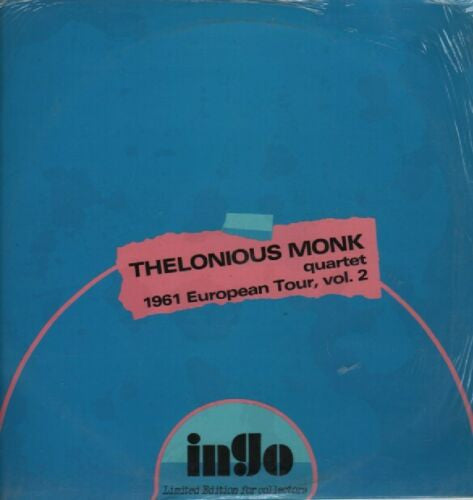 THELONIOUS MONK
quartet
1961 European Tour, vol. 2
ingo
Limited Edition for collectors